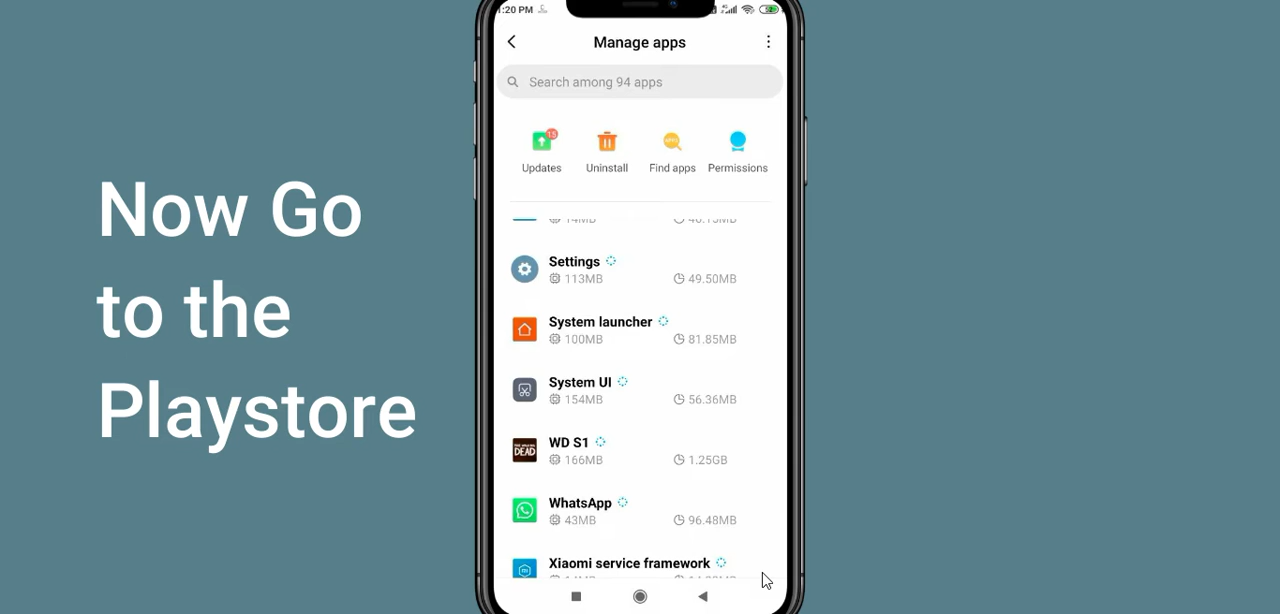 :20 PM
Manage apps
Search among 94 apps
15
Updates
Uninstall
Find apps
Permissions
Settings
113MB
49.50MB
System launcher
100MB
81.85MB
System UI
154MB
56.36MB
WD S1
DEAD
166MB
1.25GB
WhatsApp
43MB
96.48MB
Xiaomi service framework
Now Go
to the
Playstore